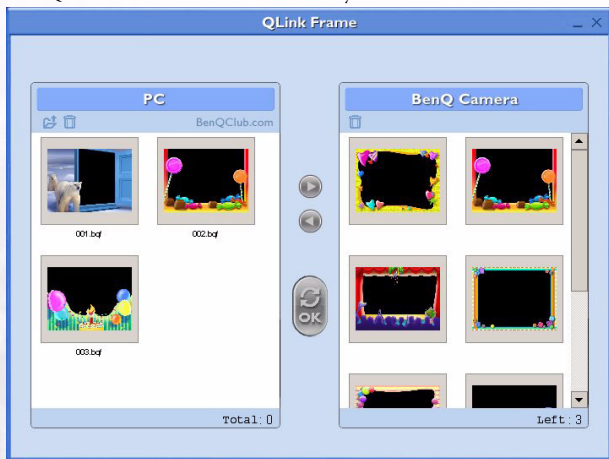 QLink Frame
PC
BenQClub.com
001.bqf
002.bqf
003.bqf
Total: 0
OK
BenQ Camera
Left: 3